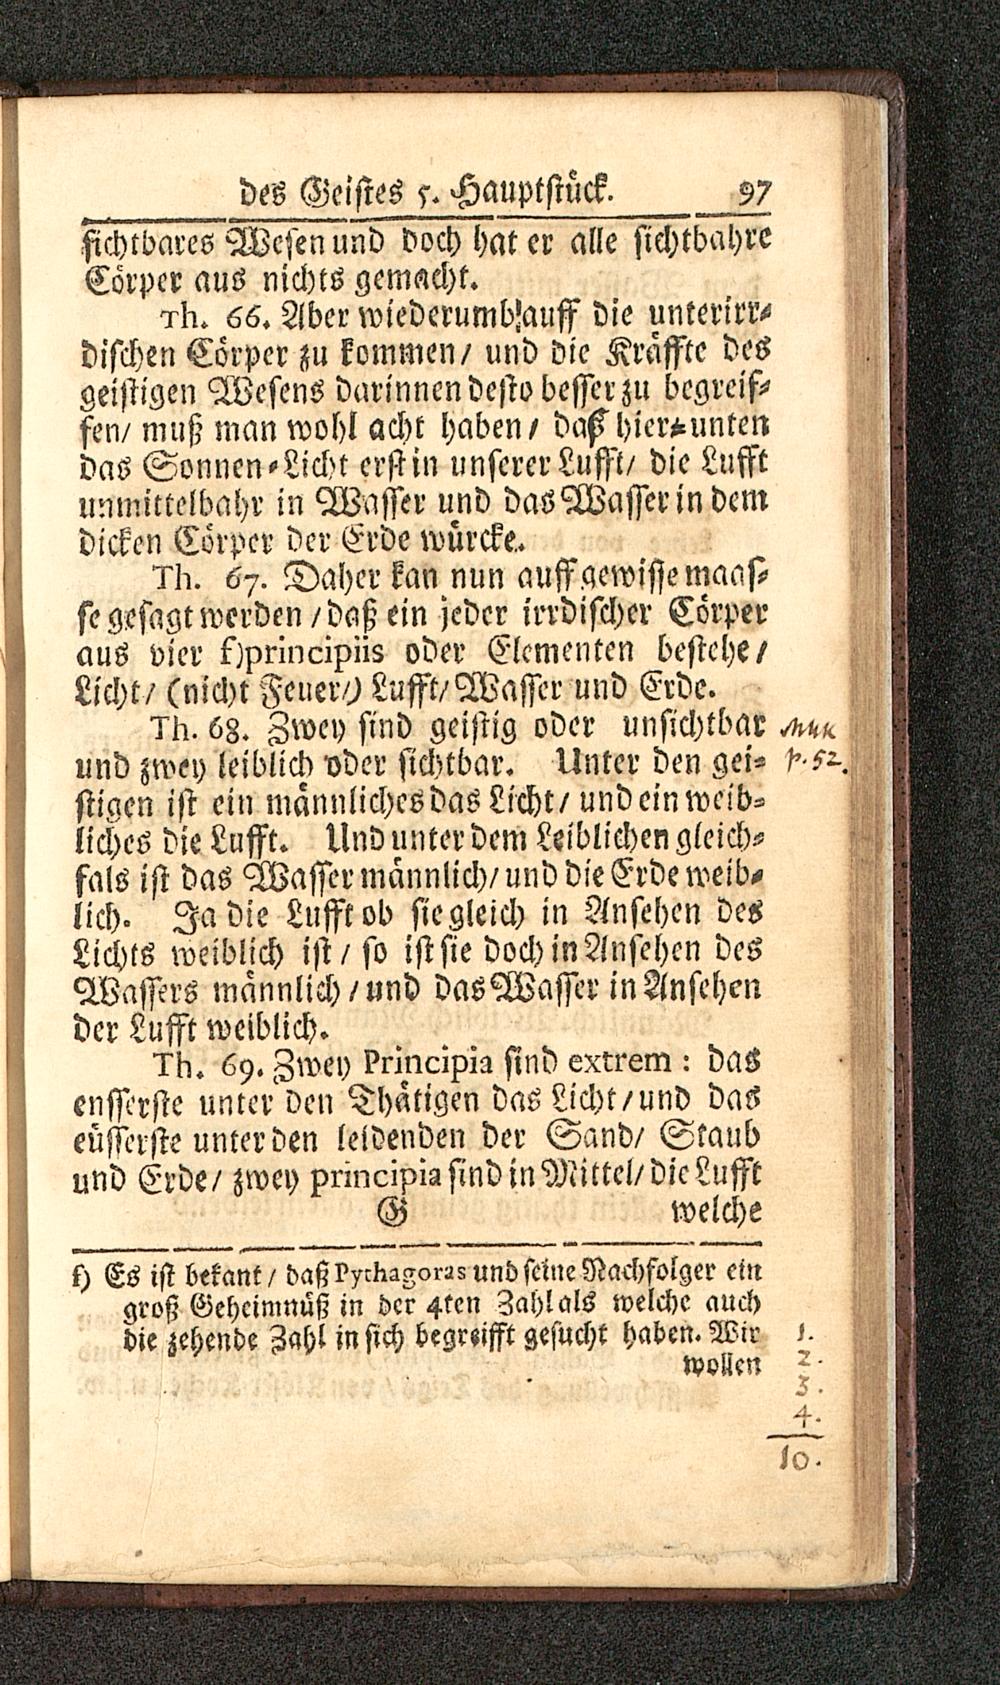 des Geistes 5. Hauptstück. 97
sichtbares Wesen und doch hat er alle sichtbahre
Cörper aus nichts gemacht.
Th. 66. Aber wiederumb auff die unterirr-
dischen Cörper zu kommen/ und die Kräffte des
geistigen Wesens darinnen desto besser zu begreif-
fen/ muß man wohl acht haben/ daß hier-unten
das Sonnen-Licht erst in unserer Lufft/ die Lufft
unmittelbahr in Wasser und das Wasser in dem
dicken Cörper der Erde würcke.
Th. 67. Daher kan nun auff gewisse maas-
se gesagt werden/ daß ein jeder irrdischer Cörper
aus vier f)principiis oder Elementen bestehe/
Licht/ (nicht Feuer/) Lufft/ Wasser und Erde.
Th. 68. Zwey sind geistig oder unsichtbar
und zwey leiblich oder sichtbar. Unter den gei-
p. 52.
stigen ist ein männliches das Licht/ und ein weib-
liches die Lufft. Und unter dem Leiblichen gleich-
fals ist das Wasser männlich/ und die Erde weib-
lich. Ja die Lufft ob sie gleich in Ansehen des
Lichts weiblich ist/ so ist sie doch in Ansehen des
Wassers männlich/ und das Wasser in Ansehen
der Lufft weiblich.
Th. 69. Zwey Principia sind extrem: das
ensserste unter den Thätigen das Licht/ und das
eüsserste unter den leidenden der Sand/ Staub
und Erde/ zwey principia sind in Mittel/ die Lufft
G welche
f) Es ist bekant/ daß Pythagoras und seine Nachfolger ein
groß Geheimnüß in der 4ten Zahl als welche auch
die zehende Zahl in sich begreifft gesucht haben. Wir
wollen
1.
2.
3.
4.
10.